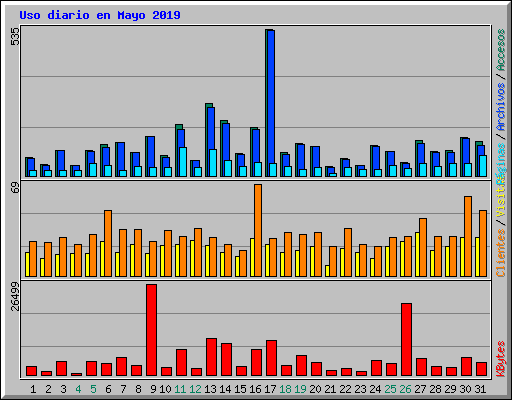 Uso diario en Mayo 2019
535
69
26499
Accesos
/ Archivos /
Páginas
Visitas
Clientes /
KBytes
1 2 3 4 5 6 7 8 9 10 11 12 13 14 15 16 17 18 19 20 21 22 23 24 25 26 27 28 29 30 31